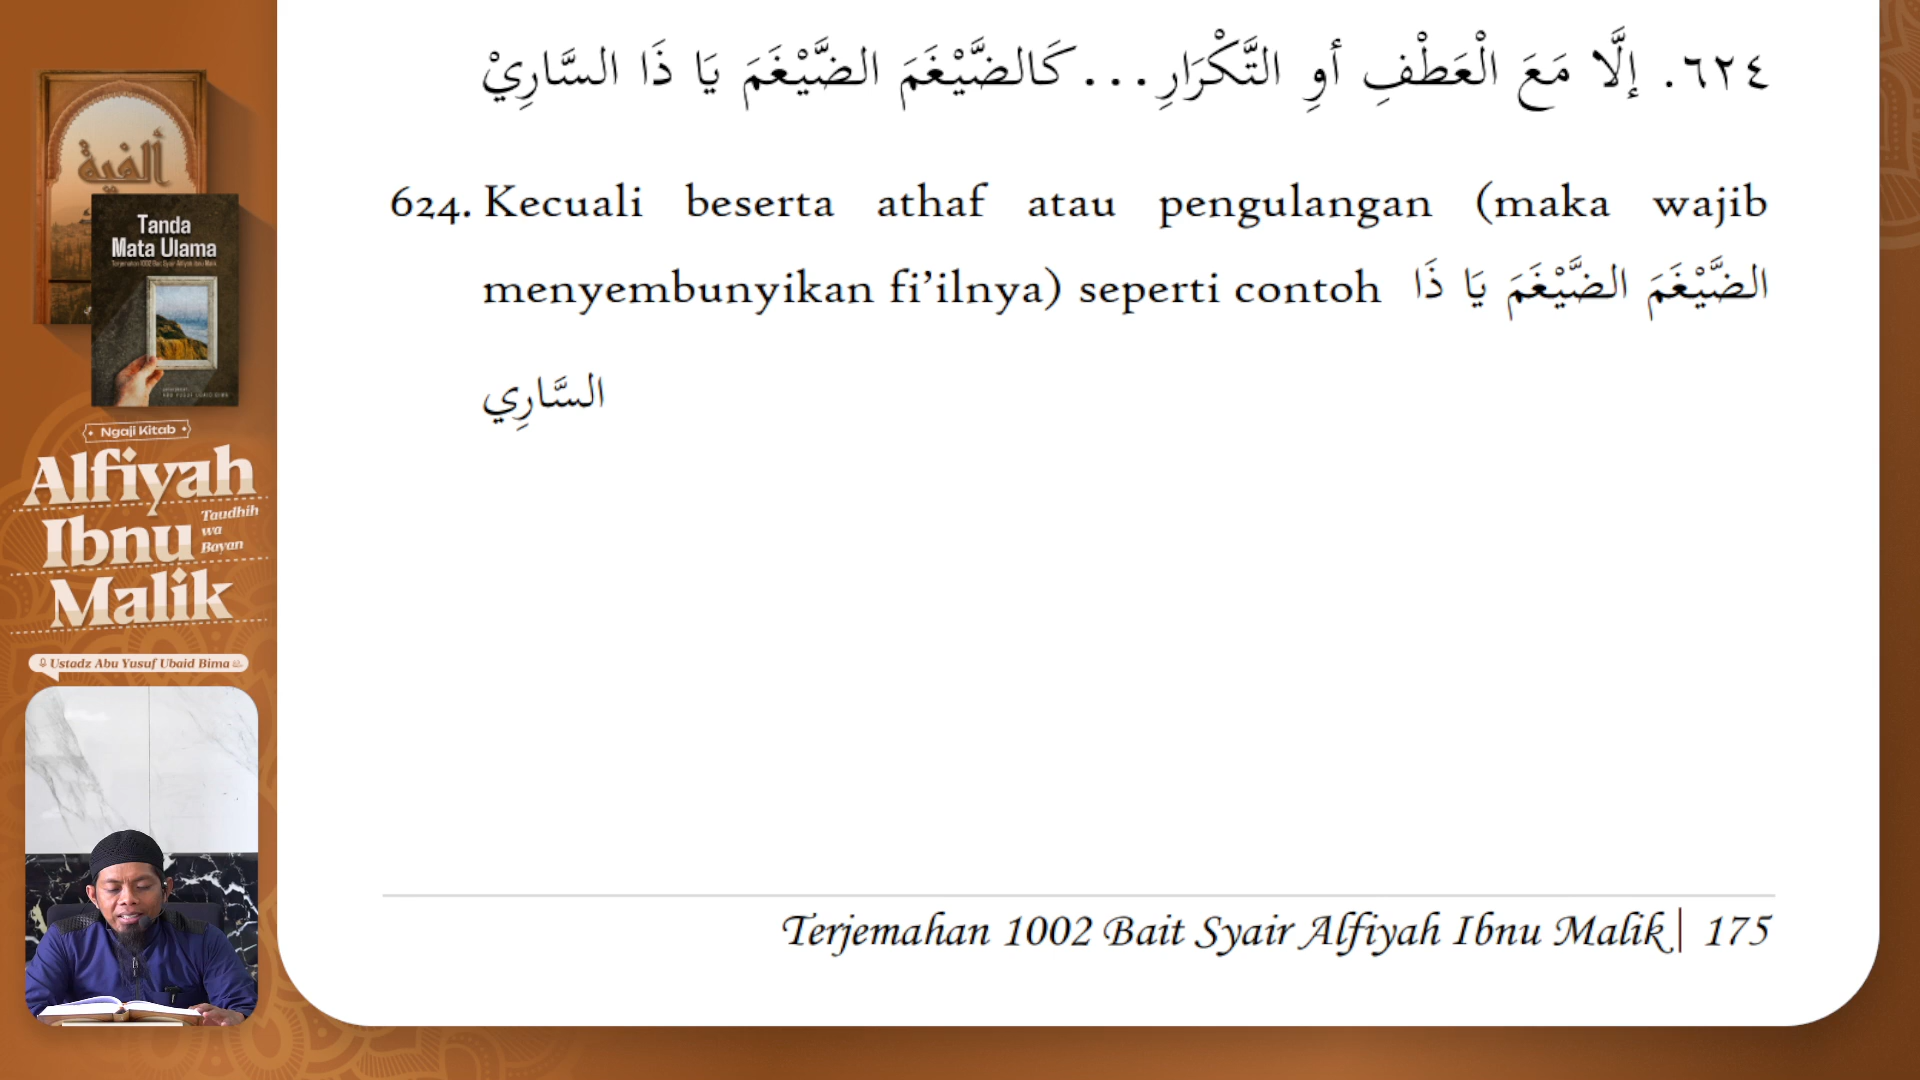 ٦٢٤. إلَّا مَعَ الْعَطْفِ أوِ التَّكْرَارِ...كَالضَّيْغَمَ الضَّيْغَمَ يَا ذَا السَّارِيْ
624. Kecuali beserta athaf atau pengulangan (maka wajib
menyembunyikan fi’ilnya) seperti contoh الضَّيْغَمَ الضَّيْغَمَ يَا ذَا
السَّارِي
Terjemahan 1002 Bait Syair Alfiyah Ibnu Malik| 175
ألفية
Tanda
Mata Ulama
Ngaji Kitab
Alfiyah
Ibnu
Malik
Taudhih
wa
Bayan
Ustadz Abu Yusuf Ubaid Bima